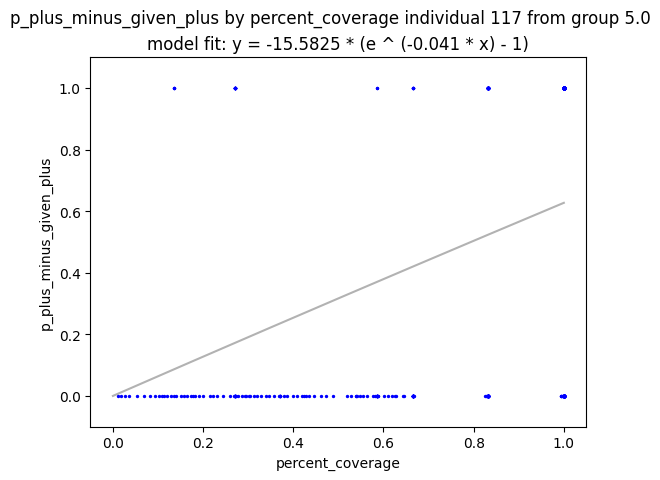 p_plus_minus_given_plus by percent_coverage individual 117 from group 5.0
model fit: y = -15.5825 * (e ^ (-0.041 * x) - 1)
p_plus_minus_given_plus
1.0
0.8
0.6
0.4
0.2
0.0
0.0 0.2 0.4 0.6 0.8 1.0
percent_coverage